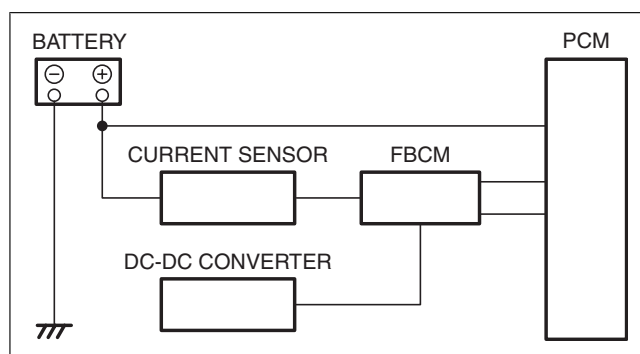 BATTERY
PCM
⊖ ⊕
CURRENT SENSOR
FBCM
DC-DC CONVERTER